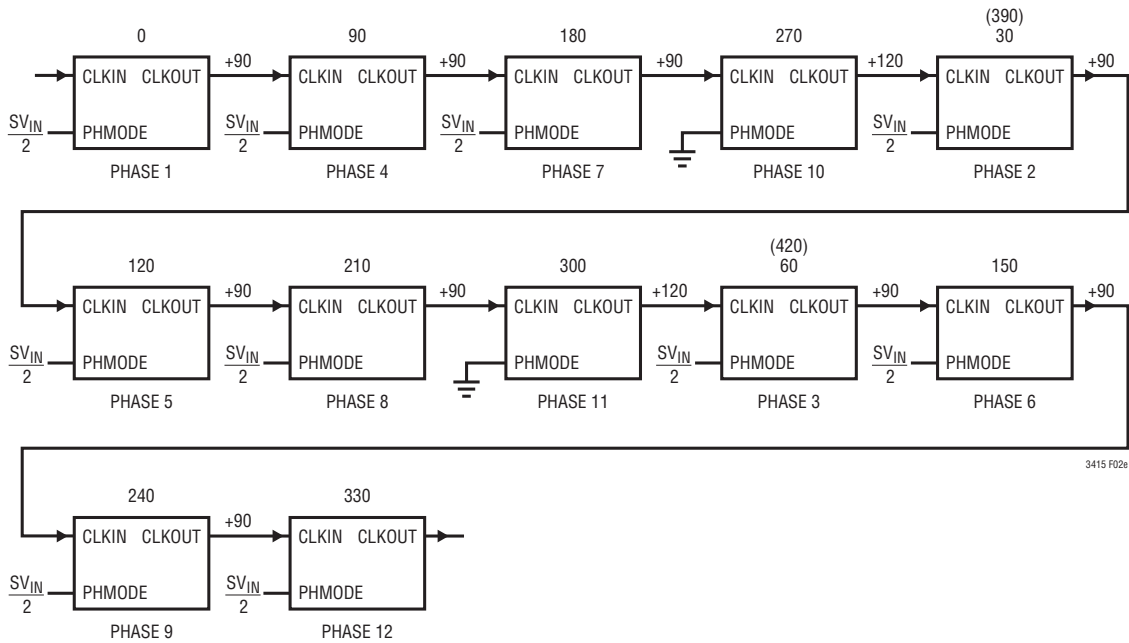 (390)
0 90 180 270 30
CLKIN CLKOUT +90 CLKIN CLKOUT +90 CLKIN CLKOUT +90 CLKIN CLKOUT +120 CLKIN CLKOUT +90
SVIN SVIN SVIN SVIN
2 PHMODE 2 PHMODE 2 PHMODE PHMODE 2 PHMODE
PHASE 1 PHASE 4 PHASE 7 PHASE 10 PHASE 2
(420)
120 210 300 60 150
CLKIN CLKOUT +90 CLKIN CLKOUT +90 CLKIN CLKOUT +120 CLKIN CLKOUT +90 CLKIN CLKOUT +90
SVIN SVIN SVIN SVIN
2 PHMODE 2 PHMODE PHMODE 2 PHMODE 2 PHMODE
PHASE 5 PHASE 8 PHASE 11 PHASE 3 PHASE 6
3415 F02e
240 330
CLKIN CLKOUT +90 CLKIN CLKOUT
SVIN SVIN
2 PHMODE 2 PHMODE
PHASE 9 PHASE 12